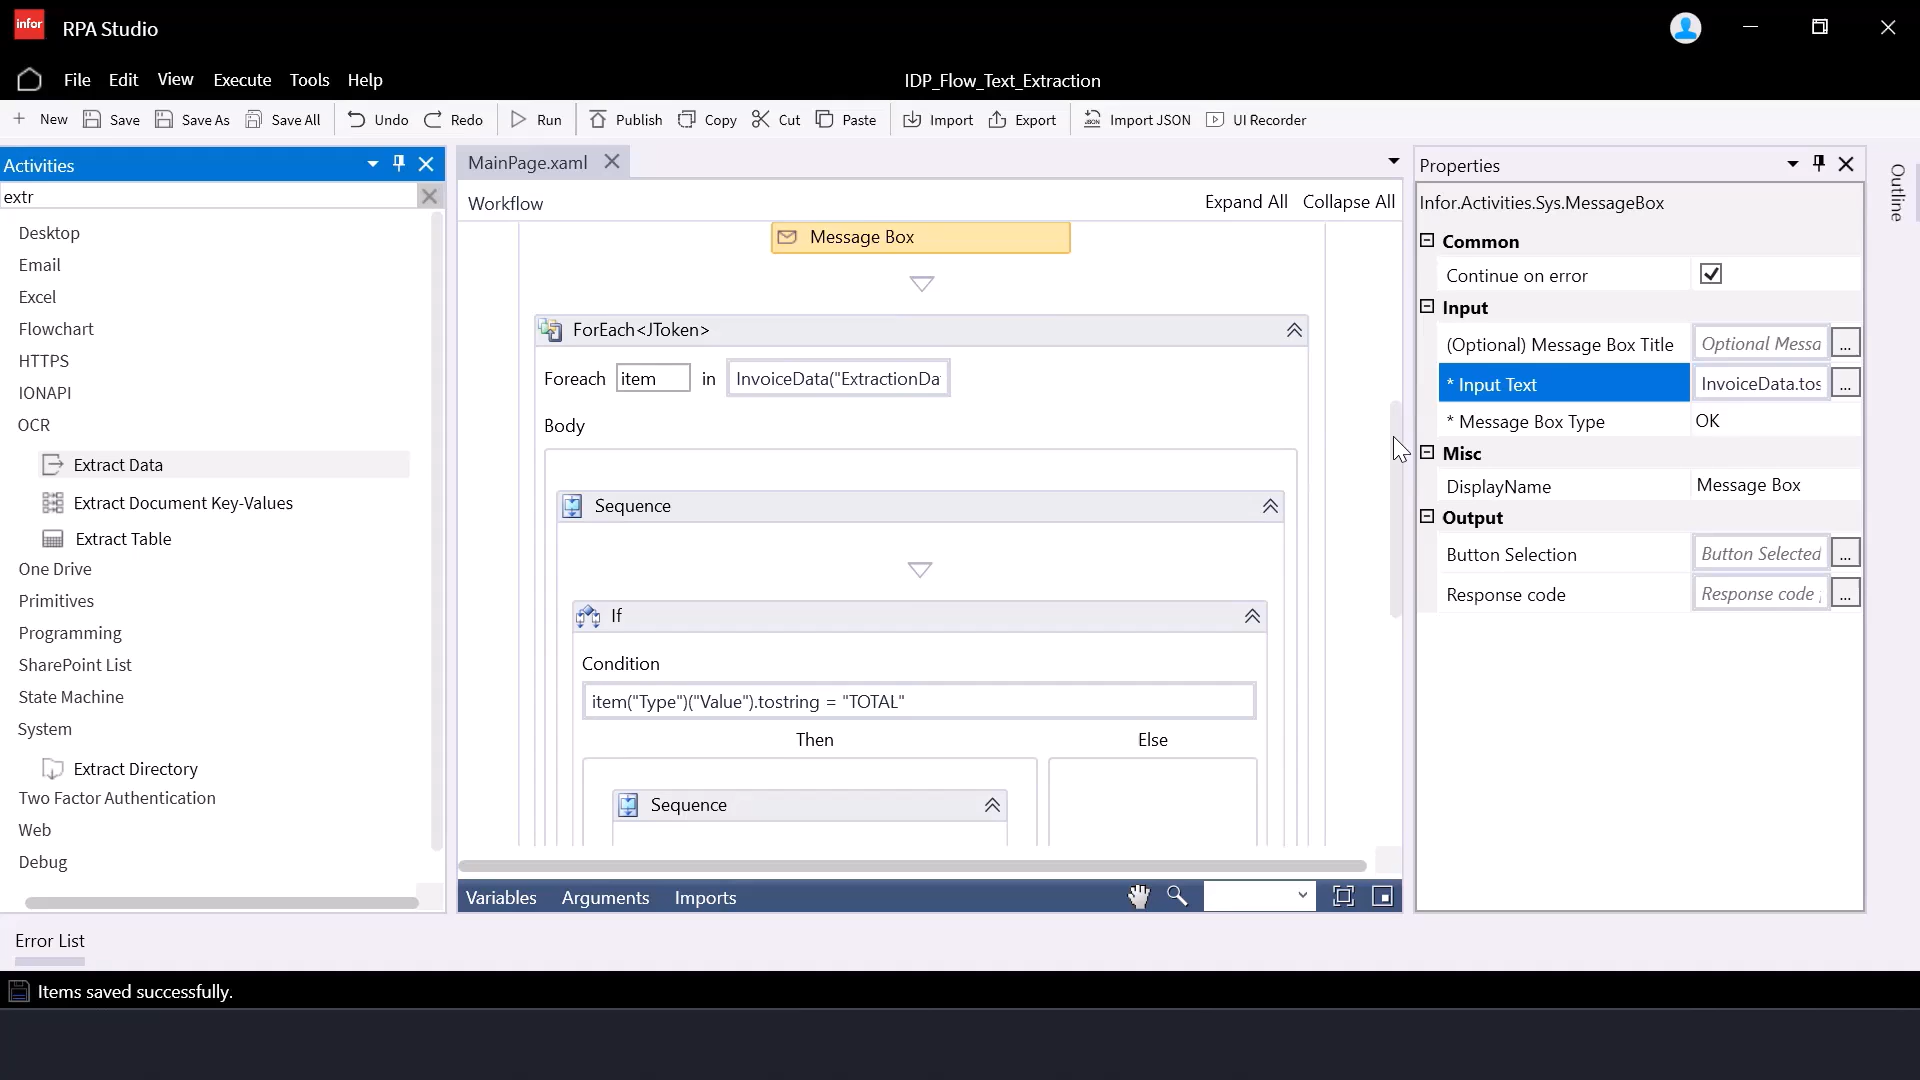 infor
RPA Studio
File Edit View Execute Tools Help
IDP_Flow_Text_Extraction
New Save Save As Save All Undo Redo Run Publish Copy Cut Paste Import Export Import JSON UI Recorder
Activities
extr
Desktop
Email
Excel
Flowchart
HTTPS
IONAPI
OCR
Extract Data
Extract Document Key-Values
Extract Table
One Drive
Primitives
Programming
SharePoint List
State Machine
System
Extract Directory
Two Factor Authentication
Web
Debug
MainPage.xaml
Workflow
Expand All Collapse All
Message Box
ForEach<JToken>
Foreach item in InvoiceData("ExtractionDa
Body
Sequence
If
Condition
item("Type")("Value").tostring = "TOTAL"
Then Else
Sequence
Variables Arguments Imports
Properties
Infor.Activities.Sys.MessageBox
Common
Continue on error
Input
(Optional) Message Box Title Optional Messa ...
* Input Text InvoiceData.tos ...
* Message Box Type OK
Misc
DisplayName Message Box
Output
Button Selection Button Selected ...
Response code Response code ...
Outline
Error List
Items saved successfully.